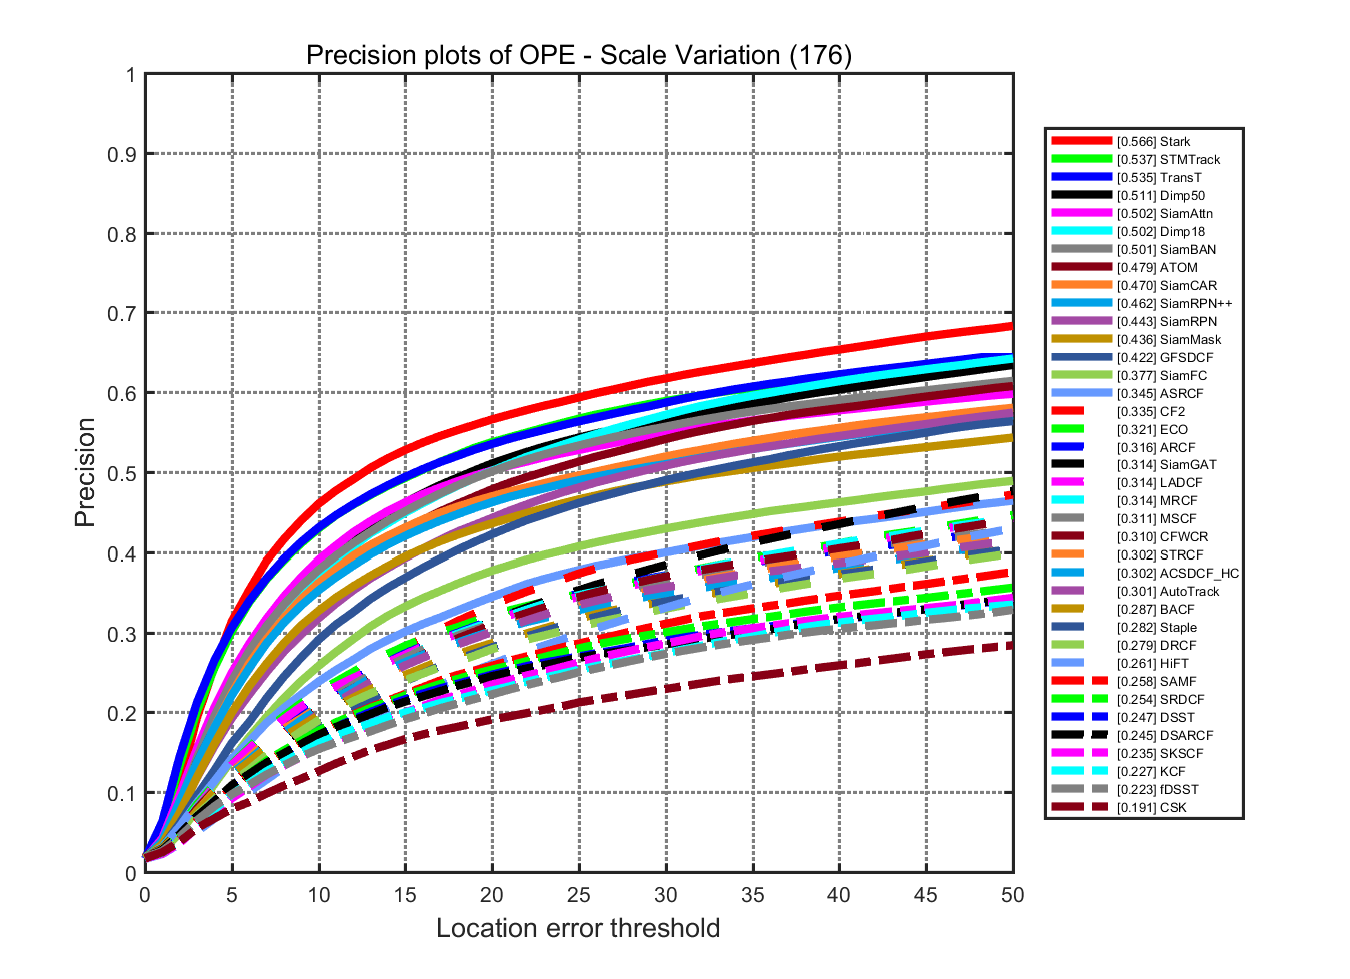 Precision plots of OPE - Scale Variation (176)
1
0.9
0.8
0.7
0.6
0.5
0.4
0.3
0.2
0.1
0
Precision
0 5 10 15 20 25 30 35 40 45 50
Location error threshold
[0.566] Stark
[0.537] STMTrack
[0.535] TransT
[0.511] Dimp50
[0.502] SiamAttn
[0.502] Dimp18
[0.501] SiamBAN
[0.479] ATOM
[0.470] SiamCAR
[0.462] SiamRPN++
[0.443] SiamRPN
[0.436] SiamMask
[0.422] GFSDCF
[0.377] SiamFC
[0.345] ASRCF
[0.335] CF2
[0.321] ECO
[0.316] ARCF
[0.314] SiamGAT
[0.314] LADCF
[0.314] MRCF
[0.311] MSCF
[0.310] CFWCR
[0.302] STRCF
[0.302] ACSDCF_HC
[0.301] AutoTrack
[0.287] BACF
[0.282] Staple
[0.279] DRCF
[0.261] HiFT
[0.258] SAMF
[0.254] SRDCF
[0.247] DSST
[0.245] DSARCF
[0.235] SKSCF
[0.227] KCF
[0.223] fDSST
[0.191] CSK